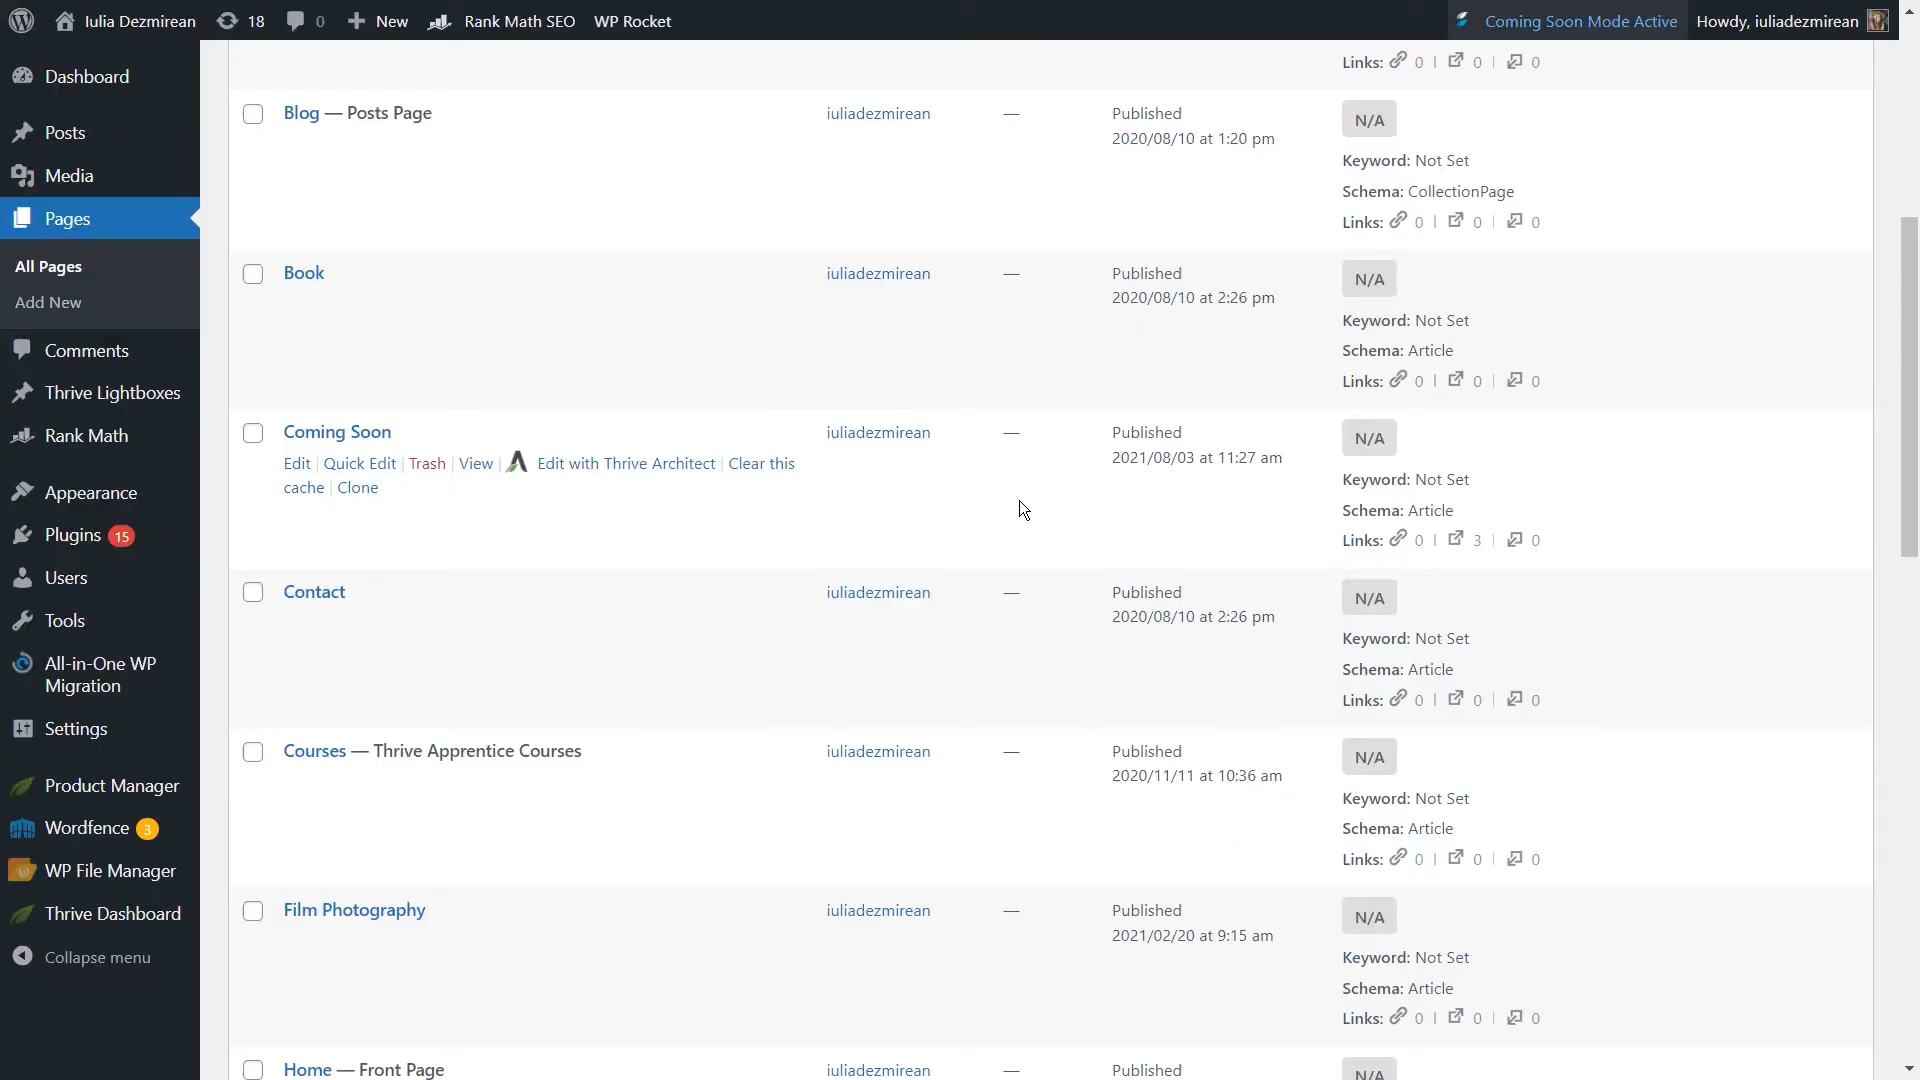 Iulia Dezmirean 18 0 New Rank Math SEO WP Rocket Coming Soon Mode Active Howdy, iuliadezmirean
Dashboard
Posts
Media
Pages
All Pages
Add New
Comments
Thrive Lightboxes
Rank Math
Appearance
Plugins 15
Users
Tools
All-in-One WP
Migration
Settings
Product Manager
Wordfence 3
WP File Manager
Thrive Dashboard
Collapse menu
Links: 0 | 0 | 0
Blog — Posts Page iuliadezmirean — Published N/A
2020/08/10 at 1:20 pm
Keyword: Not Set
Schema: CollectionPage
Links: 0 | 0 | 0
Book iuliadezmirean — Published N/A
2020/08/10 at 2:26 pm
Keyword: Not Set
Schema: Article
Links: 0 | 0 | 0
Coming Soon iuliadezmirean — Published N/A
Edit | Quick Edit | Trash | View | Edit with Thrive Architect | Clear this 2021/08/03 at 11:27 am
cache | Clone
Keyword: Not Set
Schema: Article
Links: 0 | 3 | 0
Contact iuliadezmirean — Published N/A
2020/08/10 at 2:26 pm
Keyword: Not Set
Schema: Article
Links: 0 | 0 | 0
Courses — Thrive Apprentice Courses iuliadezmirean — Published N/A
2020/11/11 at 10:36 am
Keyword: Not Set
Schema: Article
Links: 0 | 0 | 0
Film Photography iuliadezmirean — Published N/A
2021/02/20 at 9:15 am
Keyword: Not Set
Schema: Article
Links: 0 | 0 | 0
Home — Front Page iuliadezmirean — Published N/A